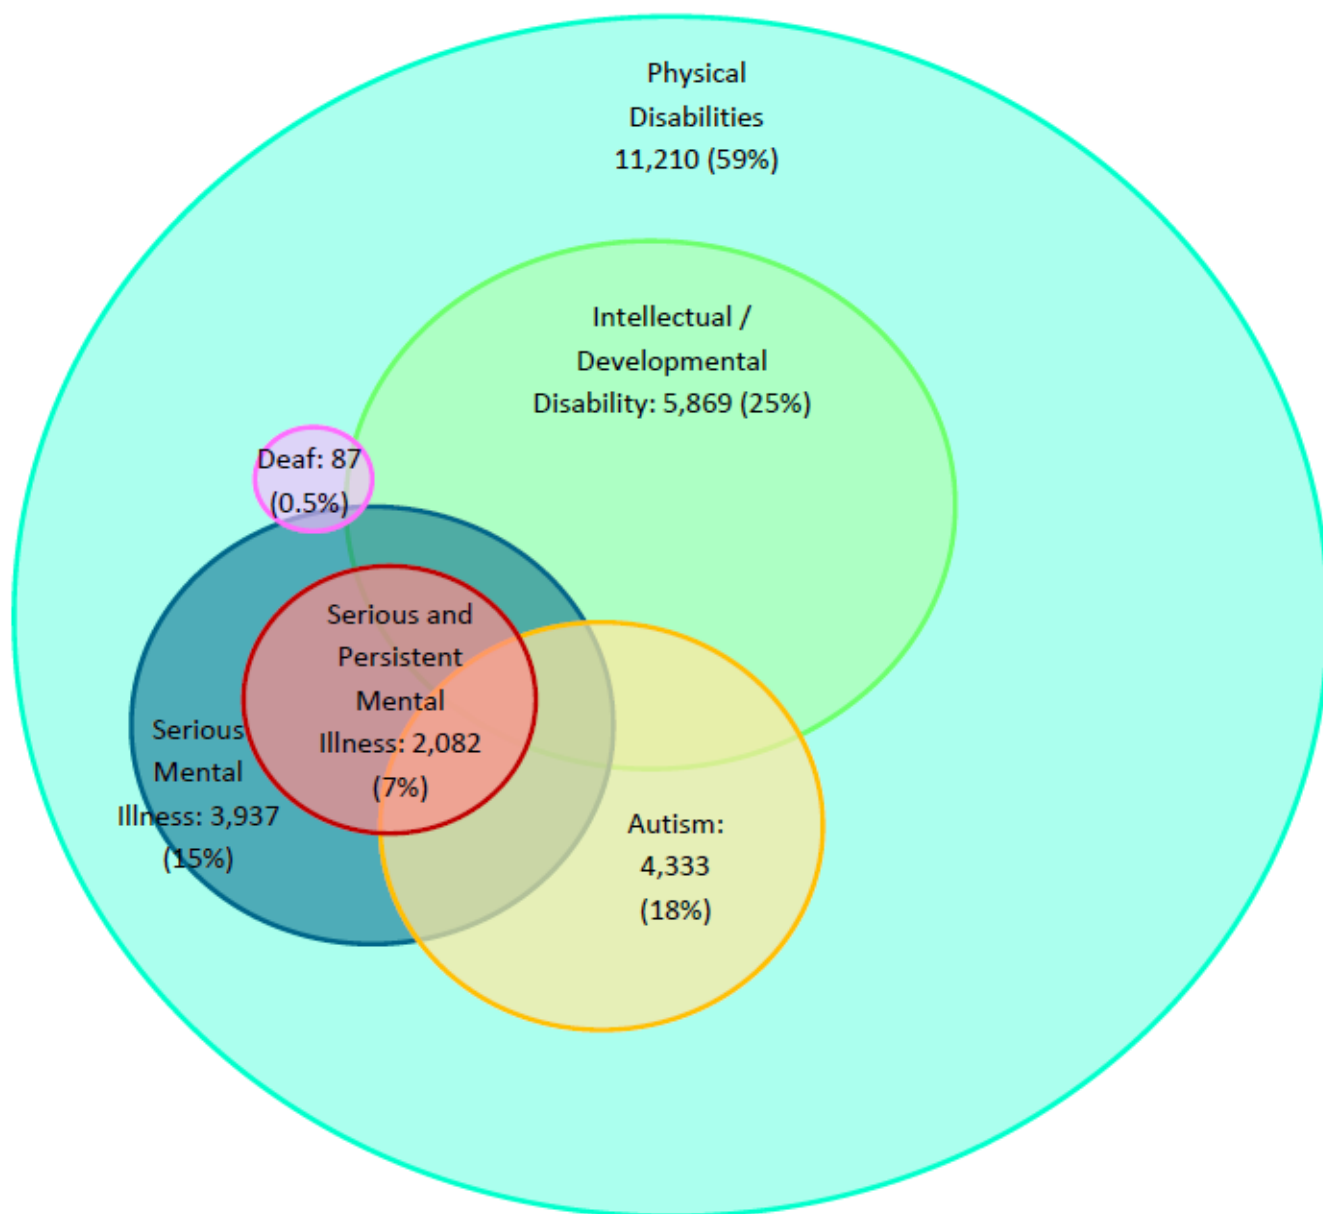 Physical
Disabilities
11,210 (59%)
Intellectual /
Developmental
Disability: 5,869 (25%)
Deaf: 87
(0.5%)
Serious and
Persistent
Mental
Illness: 2,082
(7%)
Serious
Mental
Illness: 3,937
(15%)
Autism:
4,333
(18%)